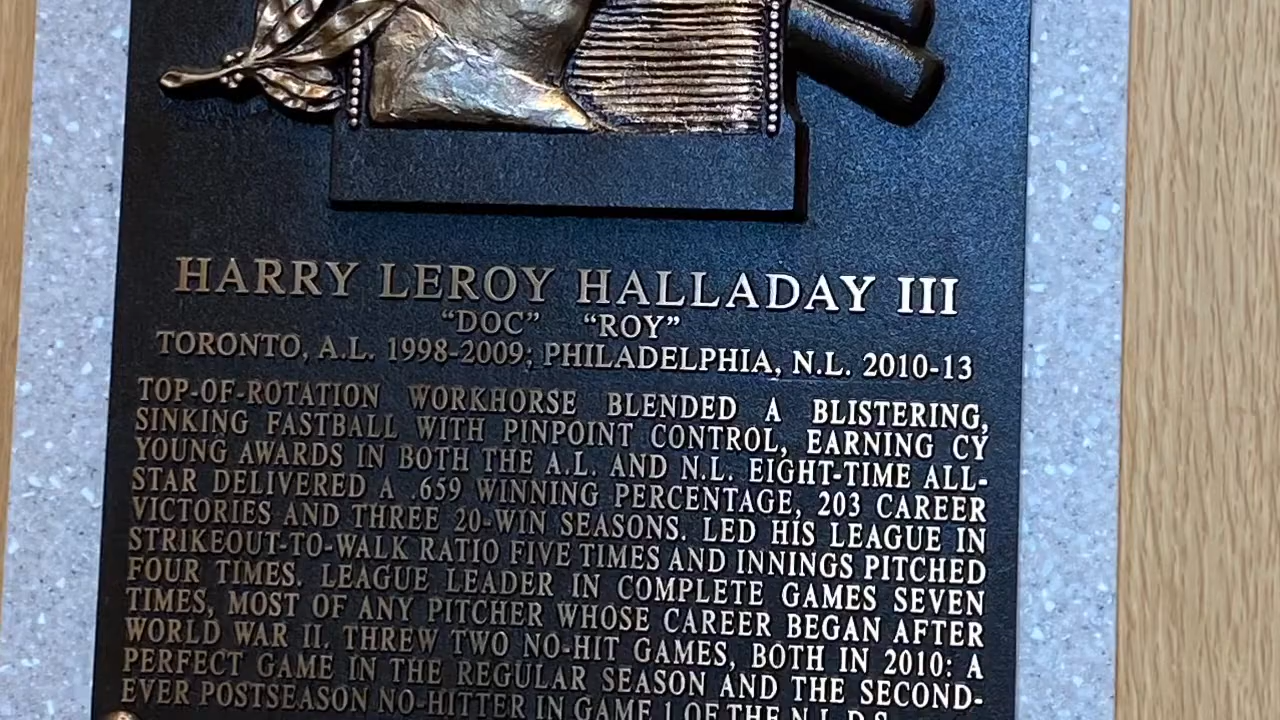 HARRY LEROY HALLADAY III
“DOC” “ROY”
TORONTO, A.L. 1998-2009; PHILADELPHIA, N.L. 2010-13
TOP-OF-ROTATION WORKHORSE BLENDED A BLISTERING,
SINKING FASTBALL WITH PINPOINT CONTROL, EARNING CY
YOUNG AWARDS IN BOTH THE A.L. AND N.L. EIGHT-TIME ALL-
STAR DELIVERED A .659 WINNING PERCENTAGE, 203 CAREER
VICTORIES AND THREE 20-WIN SEASONS. LED HIS LEAGUE IN
STRIKEOUT-TO-WALK RATIO FIVE TIMES AND INNINGS PITCHED
FOUR TIMES. LEAGUE LEADER IN COMPLETE GAMES SEVEN
TIMES, MOST OF ANY PITCHER WHOSE CAREER BEGAN AFTER
WORLD WAR II. THREW TWO NO-HIT GAMES, BOTH IN 2010: A
PERFECT GAME IN THE REGULAR SEASON AND THE SECOND-
EVER POSTSEASON NO-HITTER IN GAME 1 OF THE N.L.D.S.